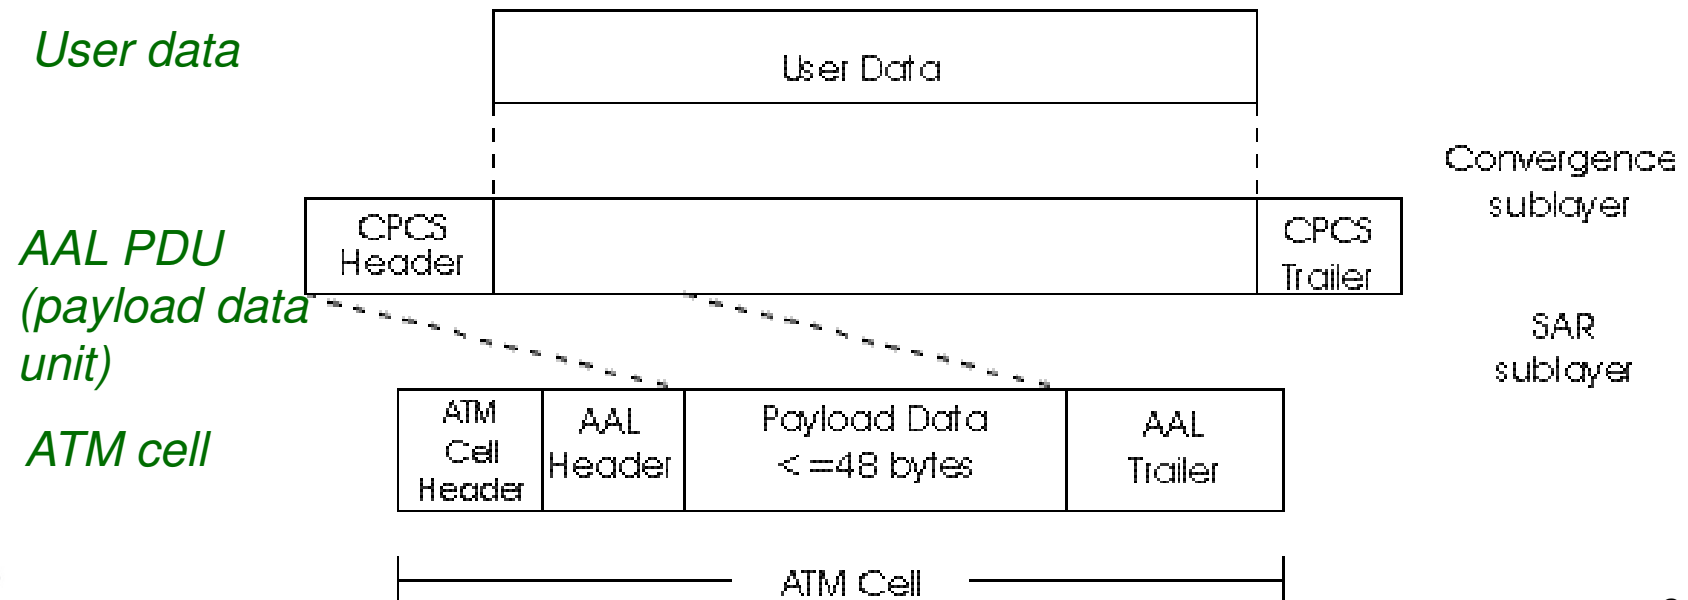 User data
User Data
Convergence
sublayer
AAL PDU
(payload data
unit)
CPCS
Header
CPCS
Trailer
SAR
sublayer
ATM cell
ATM
Cell
Header
AAL
Header
Payload Data
< =48 bytes
AAL
Trailer
ATM Cell